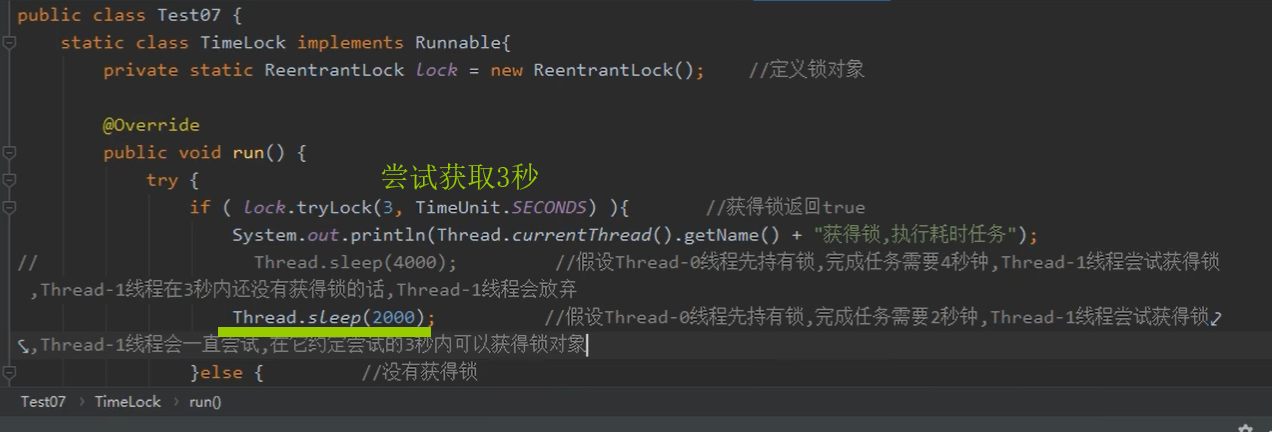 public class Test07 {
static class TimeLock implements Runnable{
private static ReentrantLock lock = new ReentrantLock();    //定义锁对象
@Override
public void run() {
尝试获取3秒
try {
if ( lock.tryLock(3, TimeUnit.SECONDS) ){    //获得锁返回true
System.out.println(Thread.currentThread().getName() + "获得锁,执行耗时任务");
//    Thread.sleep(4000);    //假设Thread-0线程先持有锁,完成任务需要4秒钟,Thread-1线程尝试获得锁
,Thread-1线程在3秒内还没有获得锁的话,Thread-1线程会放弃
Thread.sleep(2000);    //假设Thread-0线程先持有锁,完成任务需要2秒钟,Thread-1线程尝试获得锁
,Thread-1线程会一直尝试,在它约定尝试的3秒内可以获得锁对象
}else {    //没有获得锁
Test07 › TimeLock › run()